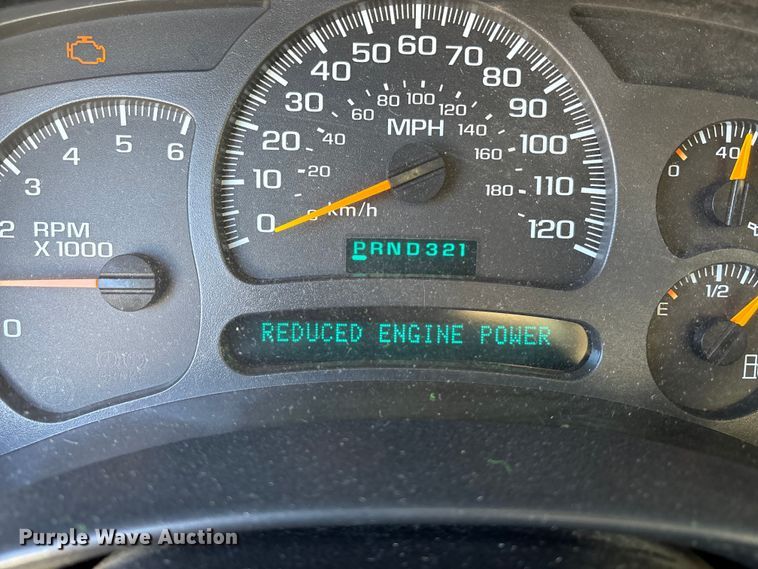 2 3 4 5 6
RPM
X 1000
0
0 10 20 30 40 50 60 70 80 90 100 110 120
20 40 60 80 100 120 140 160 180
MPH
km/h
PRND321
REDUCED ENGINE POWER
0 40
E 1/2
Purple Wave Auction